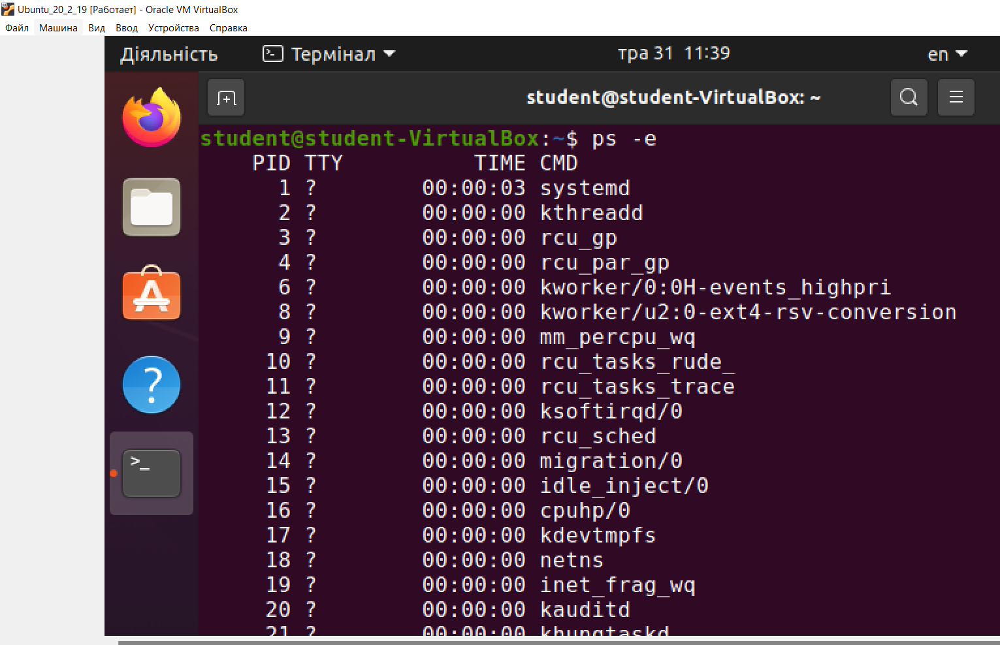 Ubuntu_20_2_19 [Работает] - Oracle VM VirtualBox
Файл Машина Вид Ввод Устройства Справка
Діяльність Термінал тра 31 11:39 en
student@student-VirtualBox: ~
student@student-VirtualBox:~$ ps -e
PID TTY TIME CMD
1 ? 00:00:03 systemd
2 ? 00:00:00 kthreadd
3 ? 00:00:00 rcu_gp
4 ? 00:00:00 rcu_par_gp
6 ? 00:00:00 kworker/0:0H-events_highpri
8 ? 00:00:00 kworker/u2:0-ext4-rsv-conversion
9 ? 00:00:00 mm_percpu_wq
10 ? 00:00:00 rcu_tasks_rude_
11 ? 00:00:00 rcu_tasks_trace
12 ? 00:00:00 ksoftirqd/0
13 ? 00:00:00 rcu_sched
14 ? 00:00:00 migration/0
15 ? 00:00:00 idle_inject/0
16 ? 00:00:00 cpuhp/0
17 ? 00:00:00 kdevtmpfs
18 ? 00:00:00 netns
19 ? 00:00:00 inet_frag_wq
20 ? 00:00:00 kauditd
21 ? 00:00:00 khungtaskd